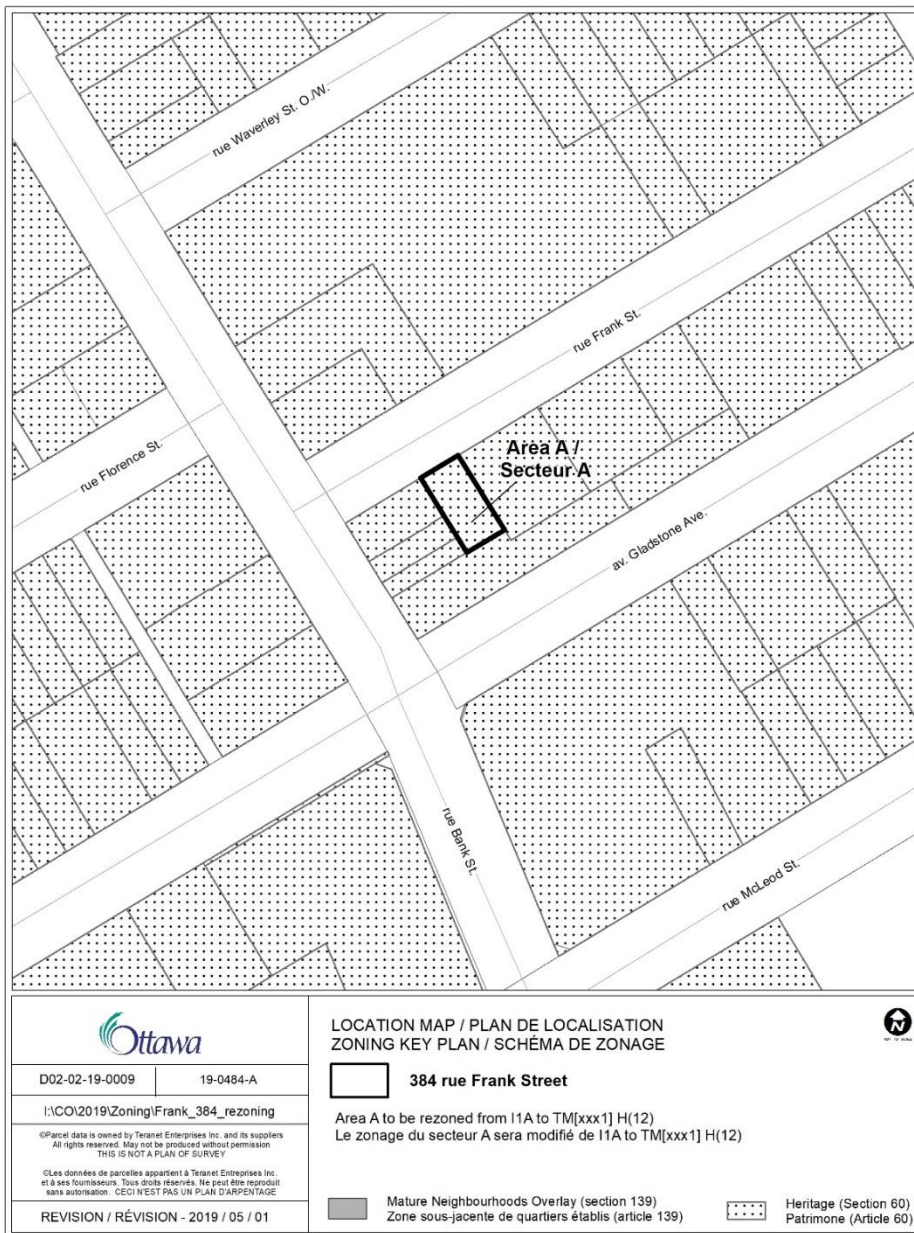 rue Waverley St. O./W.
rue Frank St.
Area A /
Secteur A
rue Florence St.
av. Gladstone Ave.
rue Bank St.
rue McLeod St.
Ottawa
D02-02-19-0009
19-0484-A
I:\CO\2019\Zoning\Frank_384_rezoning
©Parcel data is owned by Teranet Enterprises Inc. and its suppliers
All rights reserved. May not be produced without permission
THIS IS NOT A PLAN OF SURVEY
©Les données de parcelles appartient à Teranet Entreprises Inc.
et à ses fournisseurs. Tous droits réservés. Ne peut être reproduit
sans autorisation. CECI N'EST PAS UN PLAN D'ARPENTAGE
REVISION / RÉVISION - 2019 / 05 / 01
LOCATION MAP / PLAN DE LOCALISATION
ZONING KEY PLAN / SCHÉMA DE ZONAGE
N
384 rue Frank Street
Area A to be rezoned from I1A to TM[xxx1] H(12)
Le zonage du secteur A sera modifié de I1A to TM[xxx1] H(12)
Mature Neighbourhoods Overlay (section 139)
Zone sous-jacente de quartiers établis (article 139)
Heritage (Section 60)
Patrimone (Article 60)